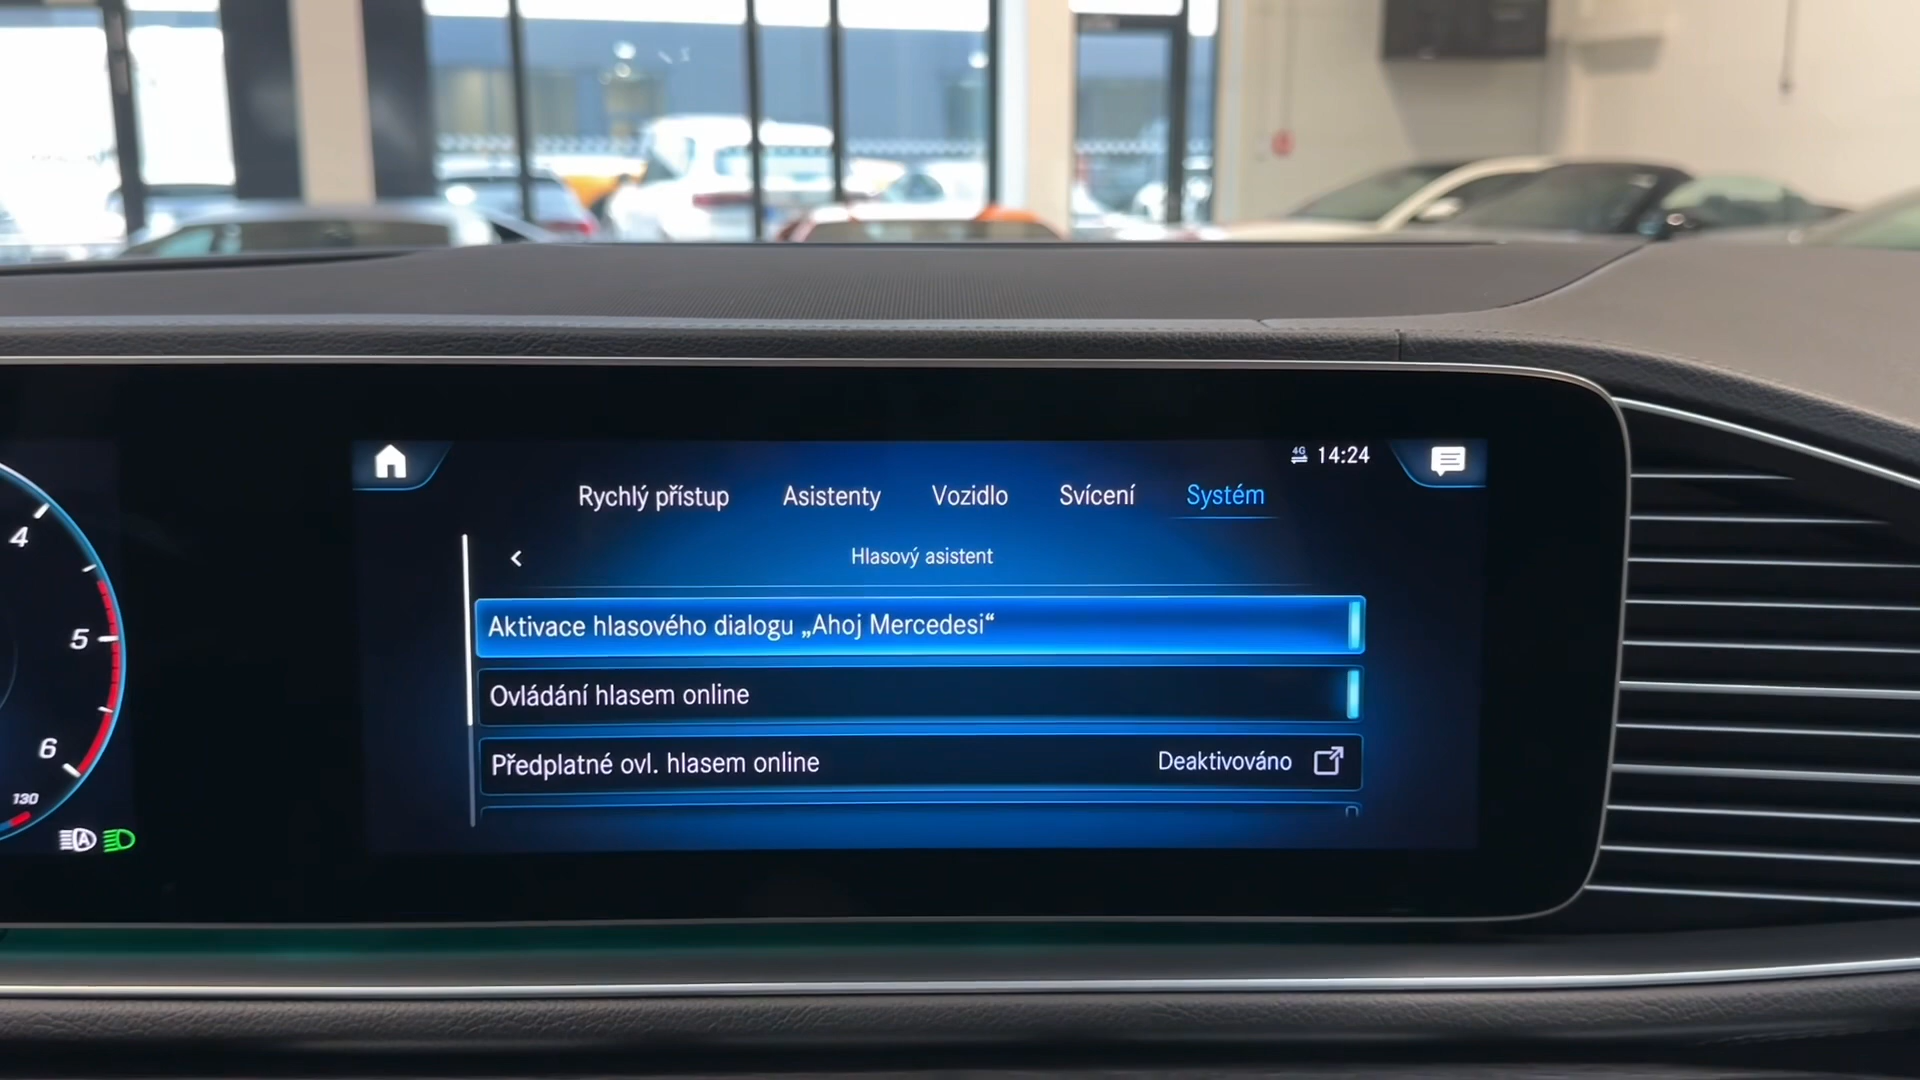 4G 14:24
Rychlý přístup Asistenty Vozidlo Svícení Systém
Hlasový asistent
Aktivace hlasového dialogu „Ahoj Mercedesi“
Ovládání hlasem online
Předplatné ovl. hlasem online Deaktivováno
4
5
6
130
A